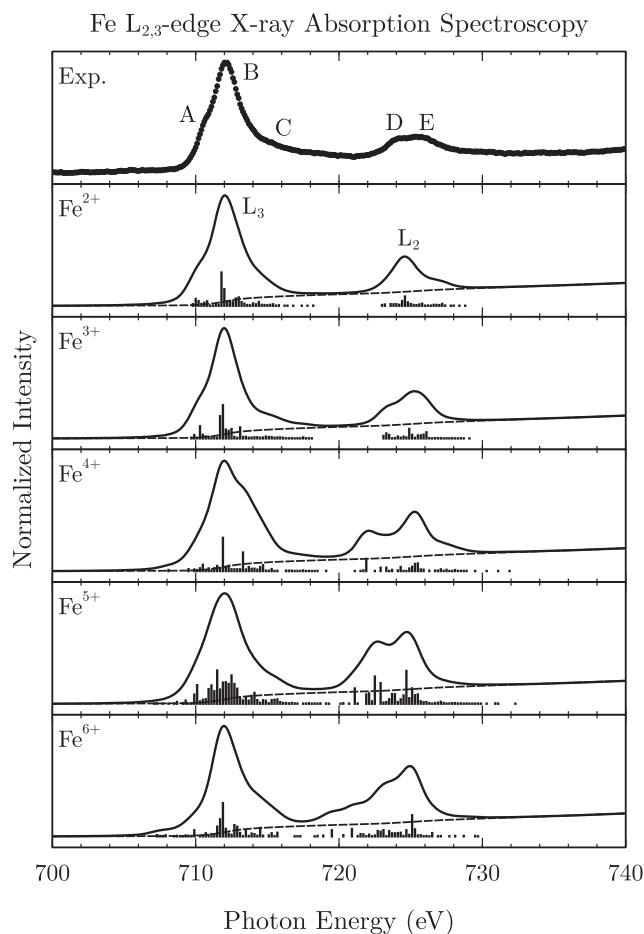 Fe L₂,₃-edge X-ray Absorption Spectroscopy
Exp.
A
B
C
D
E
Fe²⁺
L₃
L₂
Fe³⁺
Fe⁴⁺
Fe⁵⁺
Fe⁶⁺
Normalized Intensity
700 710 720 730 740
Photon Energy (eV)